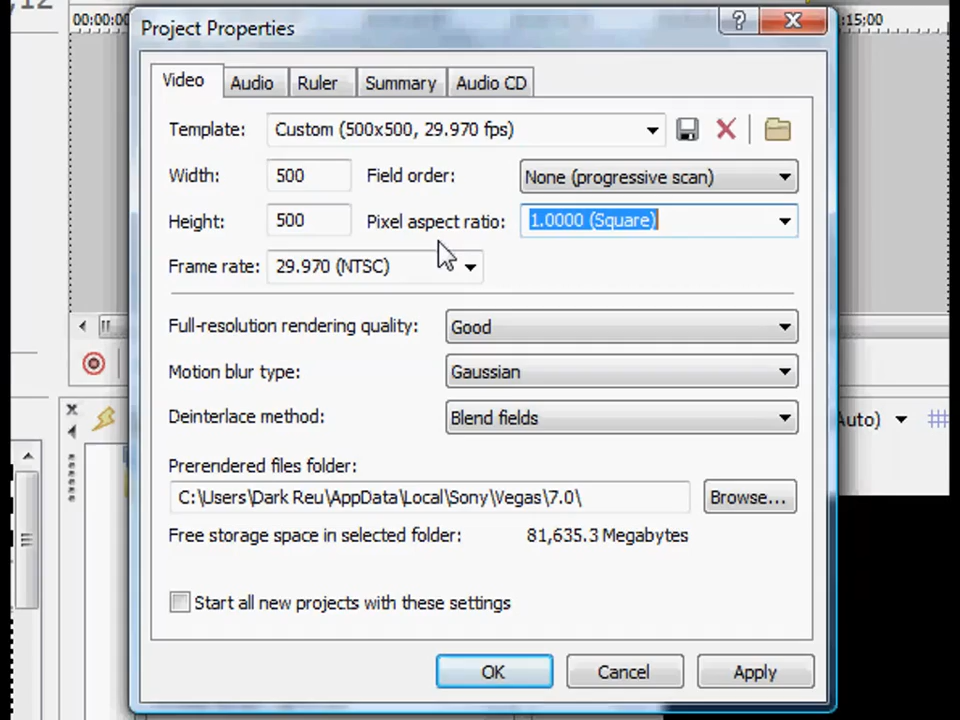 ,12
00:00:00
:15:00
Project Properties
Video
Audio
Ruler
Summary
Audio CD
Template:
Custom (500x500, 29.970 fps)
Width:
500
Field order:
None (progressive scan)
Height:
500
Pixel aspect ratio:
1.0000 (Square)
Frame rate:
29.970 (NTSC)
Full-resolution rendering quality:
Good
Motion blur type:
Gaussian
Deinterlace method:
Blend fields
Auto)
Prerendered files folder:
C:\Users\Dark Reu\AppData\Local\Sony\Vegas\7.0\
Browse...
Free storage space in selected folder:
81,635.3 Megabytes
Start all new projects with these settings
OK
Cancel
Apply